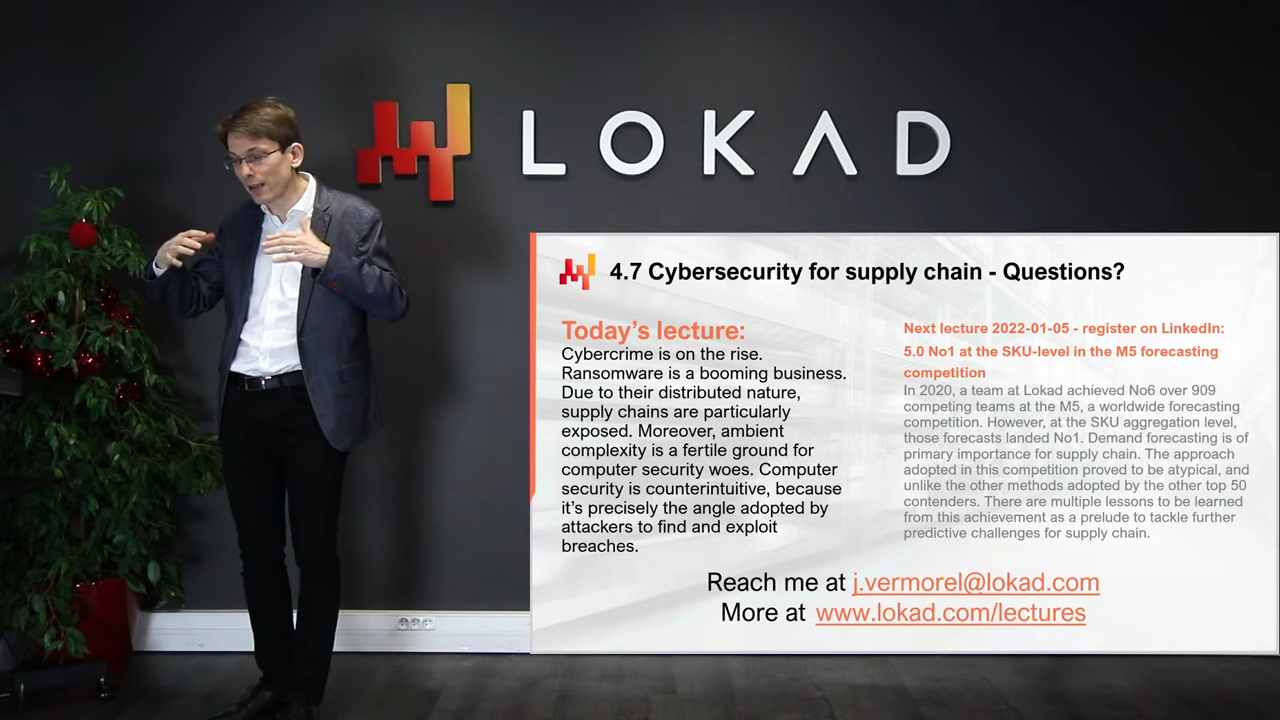 LOKAD
4.7 Cybersecurity for supply chain - Questions?
Today's lecture:
Cybercrime is on the rise.
Ransomware is a booming business.
Due to their distributed nature,
supply chains are particularly
exposed. Moreover, ambient
complexity is a fertile ground for
computer security woes. Computer
security is counterintuitive, because
it's precisely the angle adopted by
attackers to find and exploit
breaches.
Next lecture 2022-01-05 - register on LinkedIn:
5.0 No1 at the SKU-level in the M5 forecasting
competition
In 2020, a team at Lokad achieved No6 over 909
competing teams at the M5, a worldwide forecasting
competition. However, at the SKU aggregation level,
those forecasts landed No1. Demand forecasting is of
primary importance for supply chain. The approach
adopted in this competition proved to be atypical, and
unlike the other methods adopted by the other top 50
contenders. There are multiple lessons to be learned
from this achievement as a prelude to tackle further
predictive challenges for supply chain.
Reach me at j.vermorel@lokad.com
More at www.lokad.com/lectures